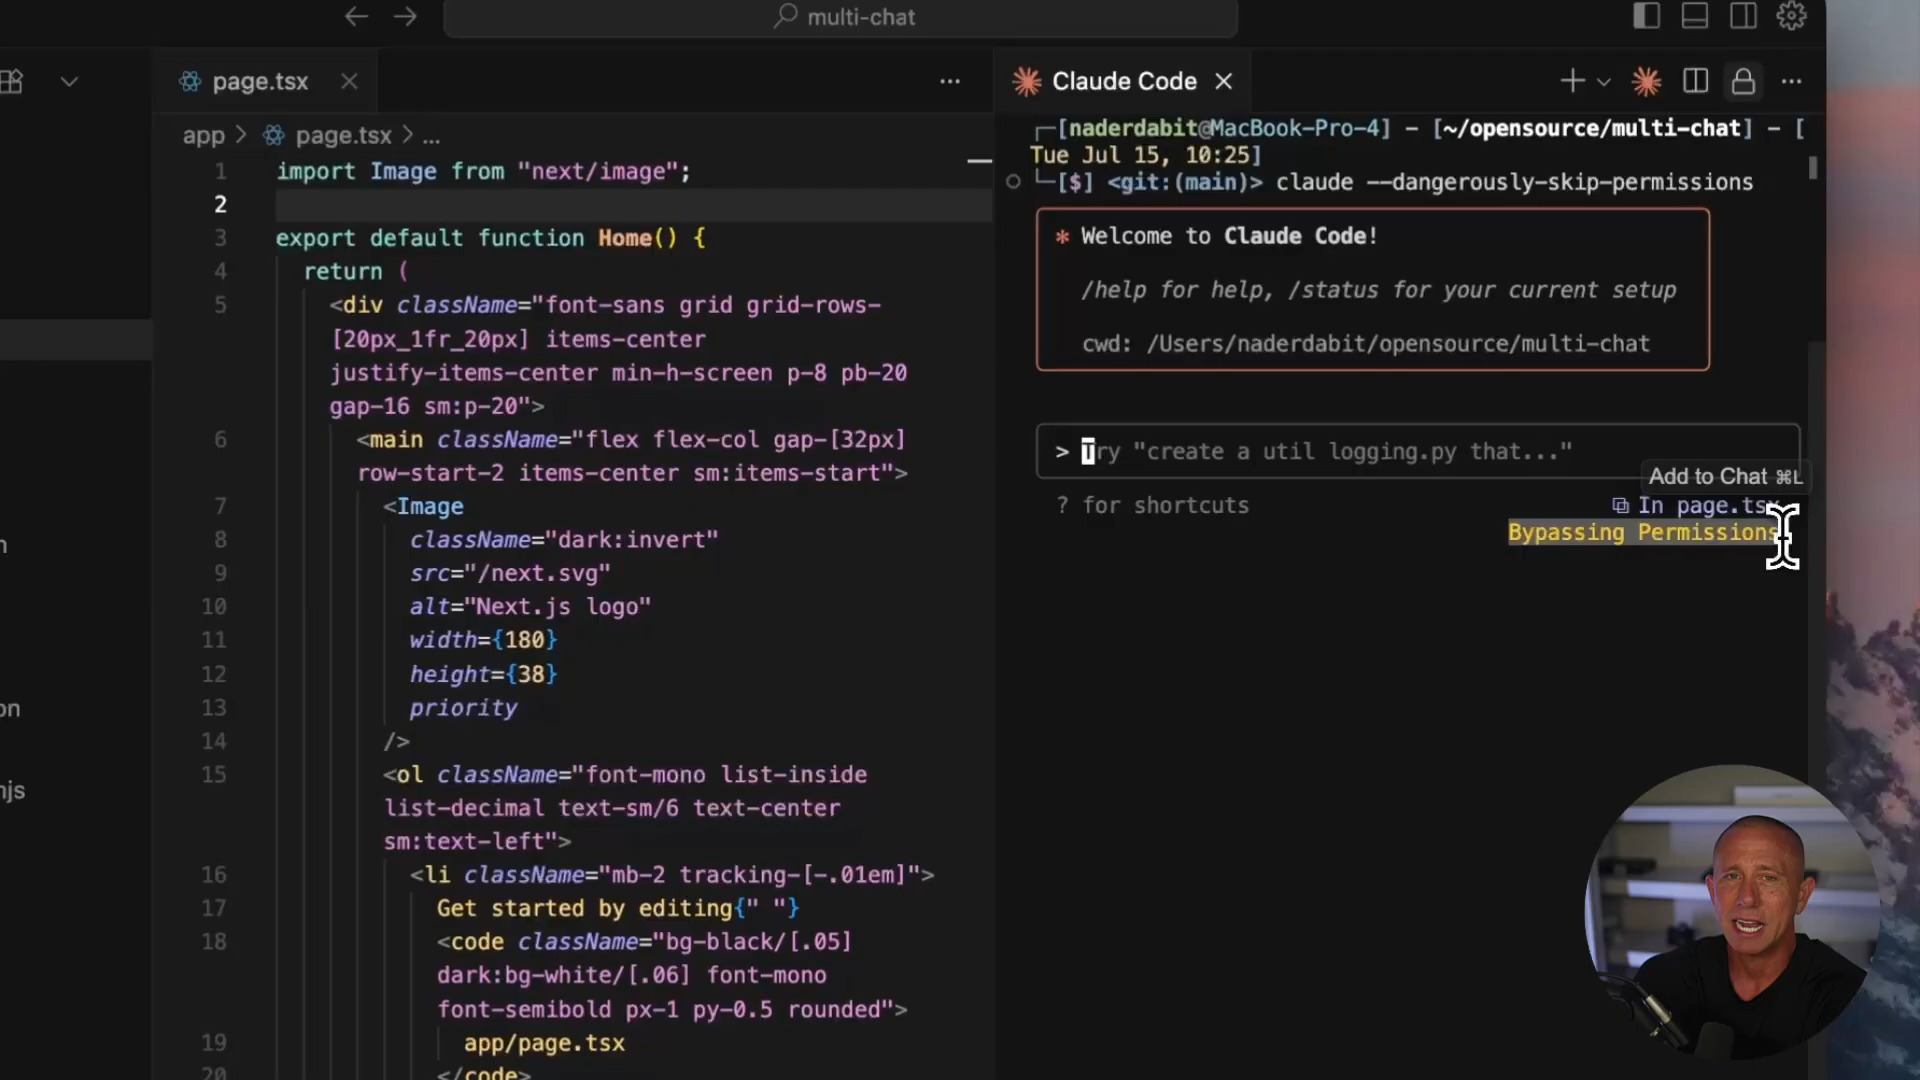 multi-chat
page.tsx
Claude Code
app > page.tsx > ...
1 import Image from "next/image";
2
3 export default function Home() {
4 return (
5 <div className="font-sans grid grid-rows-
[20px_1fr_20px] items-center
justify-items-center min-h-screen p-8 pb-20
gap-16 sm:p-20">
6 <main className="flex flex-col gap-[32px]
row-start-2 items-center sm:items-start">
7 <Image
8 className="dark:invert"
9 src="/next.svg"
10 alt="Next.js logo"
11 width={180}
12 height={38}
13 priority
14 />
15 <ol className="font-mono list-inside
list-decimal text-sm/6 text-center
sm:text-left">
16 <li className="mb-2 tracking-[-.01em]">
17 Get started by editing{" "}
18 <code className="bg-black/[.05]
dark:bg-white/[.06] font-mono
font-semibold px-1 py-0.5 rounded">
19 app/page.tsx
20 </code>
┌─[naderdabit@MacBook-Pro-4] – [~/opensource/multi-chat] – [
Tue Jul 15, 10:25]
└─[$] <git:(main)> claude --dangerously-skip-permissions
* Welcome to Claude Code!
/help for help, /status for your current setup
cwd: /Users/naderdabit/opensource/multi-chat
> Try "create a util logging.py that..."
Add to Chat ⌘L
? for shortcuts
In page.tsx
Bypassing Permissions